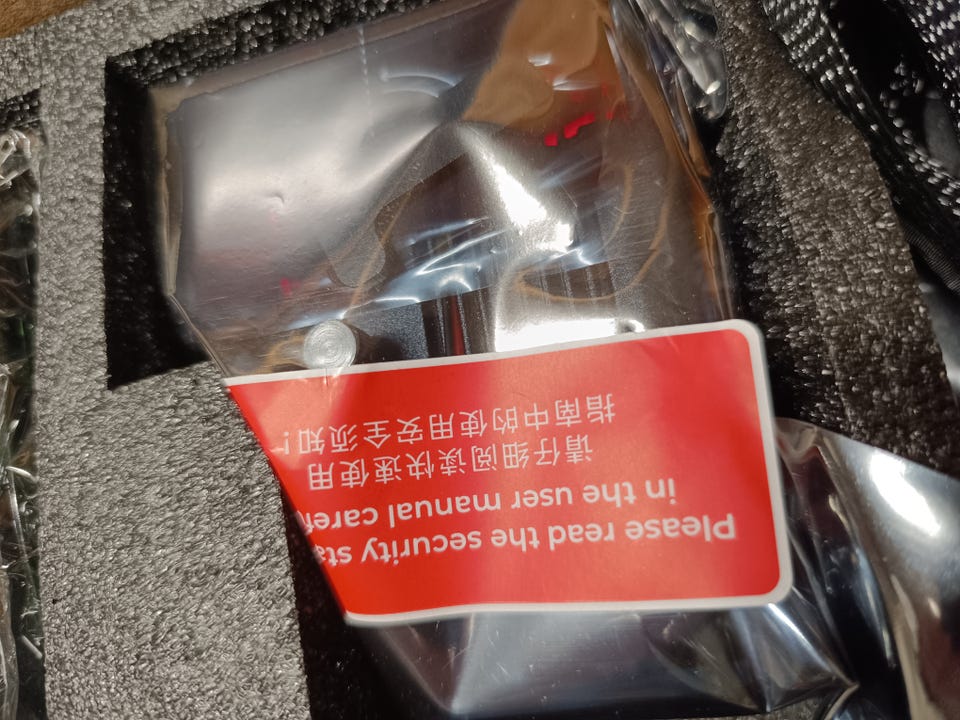 Please read the security
in the user manual
请仔细阅读快速使用
指南中的使用安全须知！